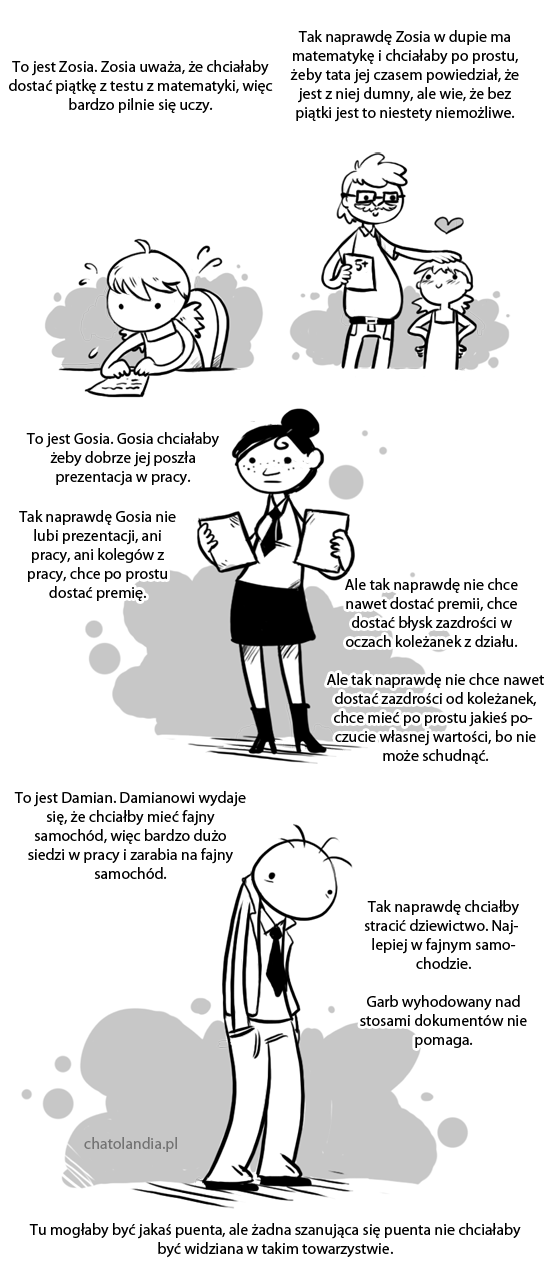 To jest Zosia. Zosia uważa, że chciałaby
dostać piątkę z testu z matematyki, więc
bardzo pilnie się uczy.
Tak naprawdę Zosia w dupie ma
matematykę i chciałaby po prostu,
żeby tata jej czasem powiedział, że
jest z niej dumny, ale wie, że bez
piątki jest to niestety niemożliwe.
5+
To jest Gosia. Gosia chciałaby
żeby dobrze jej poszła
prezentacja w pracy.
Tak naprawdę Gosia nie
lubi prezentacji, ani
pracy, ani kolegów z
pracy, chce po prostu
dostać premię.
Ale tak naprawdę nie chce
nawet dostać premii, chce
dostać błysk zazdrości w
oczach koleżanek z działu.
Ale tak naprawdę nie chce nawet
dostać zazdrości od koleżanek,
chce mieć po prostu jakieś po-
czucie własnej wartości, bo nie
może schudnąć.
To jest Damian. Damianowi wydaje
się, że chciałby mieć fajny
samochód, więc bardzo dużo
siedzi w pracy i zarabia na fajny
samochód.
Tak naprawdę chciałby
stracić dziewictwo. Naj-
lepiej w fajnym samo-
chodzie.
Garb wyhodowany nad
stosami dokumentów nie
pomaga.
chatolandia.pl
Tu mogłaby być jakaś puenta, ale żadna szanująca się puenta nie chciałaby
być widziana w takim towarzystwie.